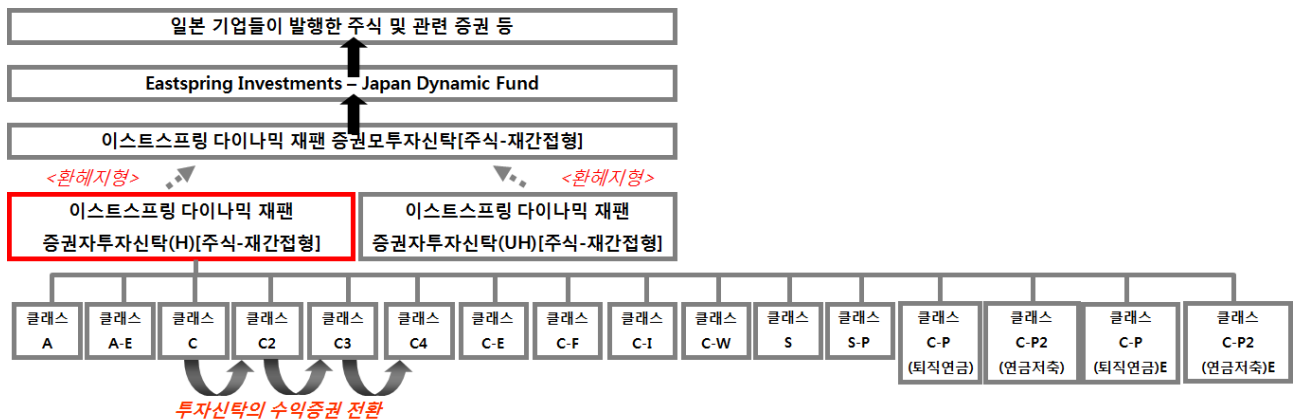 일본 기업들이 발행한 주식 및 관련 증권 등
Eastspring Investments – Japan Dynamic Fund
이스트스프링 다이나믹 재팬 증권모투자신탁[주식-재간접형]
<환헤지형>
<환헤지형>
이스트스프링 다이나믹 재팬
증권자투자신탁(H)[주식-재간접형]
이스트스프링 다이나믹 재팬
증권자투자신탁(UH)[주식-재간접형]
클래스
A
클래스
A-E
클래스
C
클래스
C2
클래스
C3
클래스
C4
클래스
C-E
클래스
C-F
클래스
C-I
클래스
C-W
클래스
S
클래스
S-P
클래스
C-P
(퇴직연금)
클래스
C-P2
(연금저축)
클래스
C-P
(퇴직연금)E
클래스
C-P2
(연금저축)E
투자신탁의 수익증권 전환